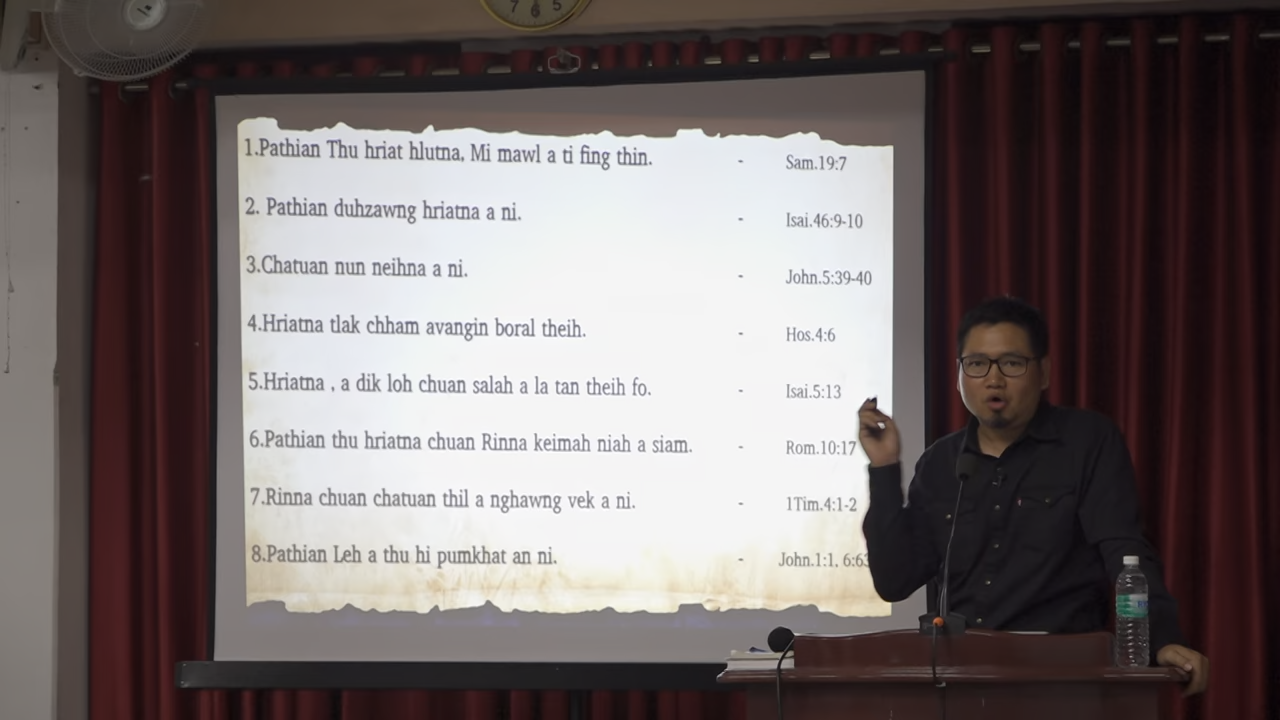 7 6 5
1.Pathian Thu hriat hlutna, Mi mawl a ti fing thin. - Sam.19:7
2. Pathian duhzawng hriatna a ni. - Isai.46:9-10
3.Chatuan nun neihna a ni. - John.5:39-40
4.Hriatna tlak chham avangin boral theih. - Hos.4:6
5.Hriatna , a dik loh chuan salah a la tan theih fo. - Isai.5:13
6.Pathian thu hriatna chuan Rinna keimah niah a siam. - Rom.10:17
7.Rinna chuan chatuan thil a nghawng vek a ni. - 1Tim.4:1-2
8.Pathian Leh a thu hi pumkhat an ni. - John.1:1, 6:63